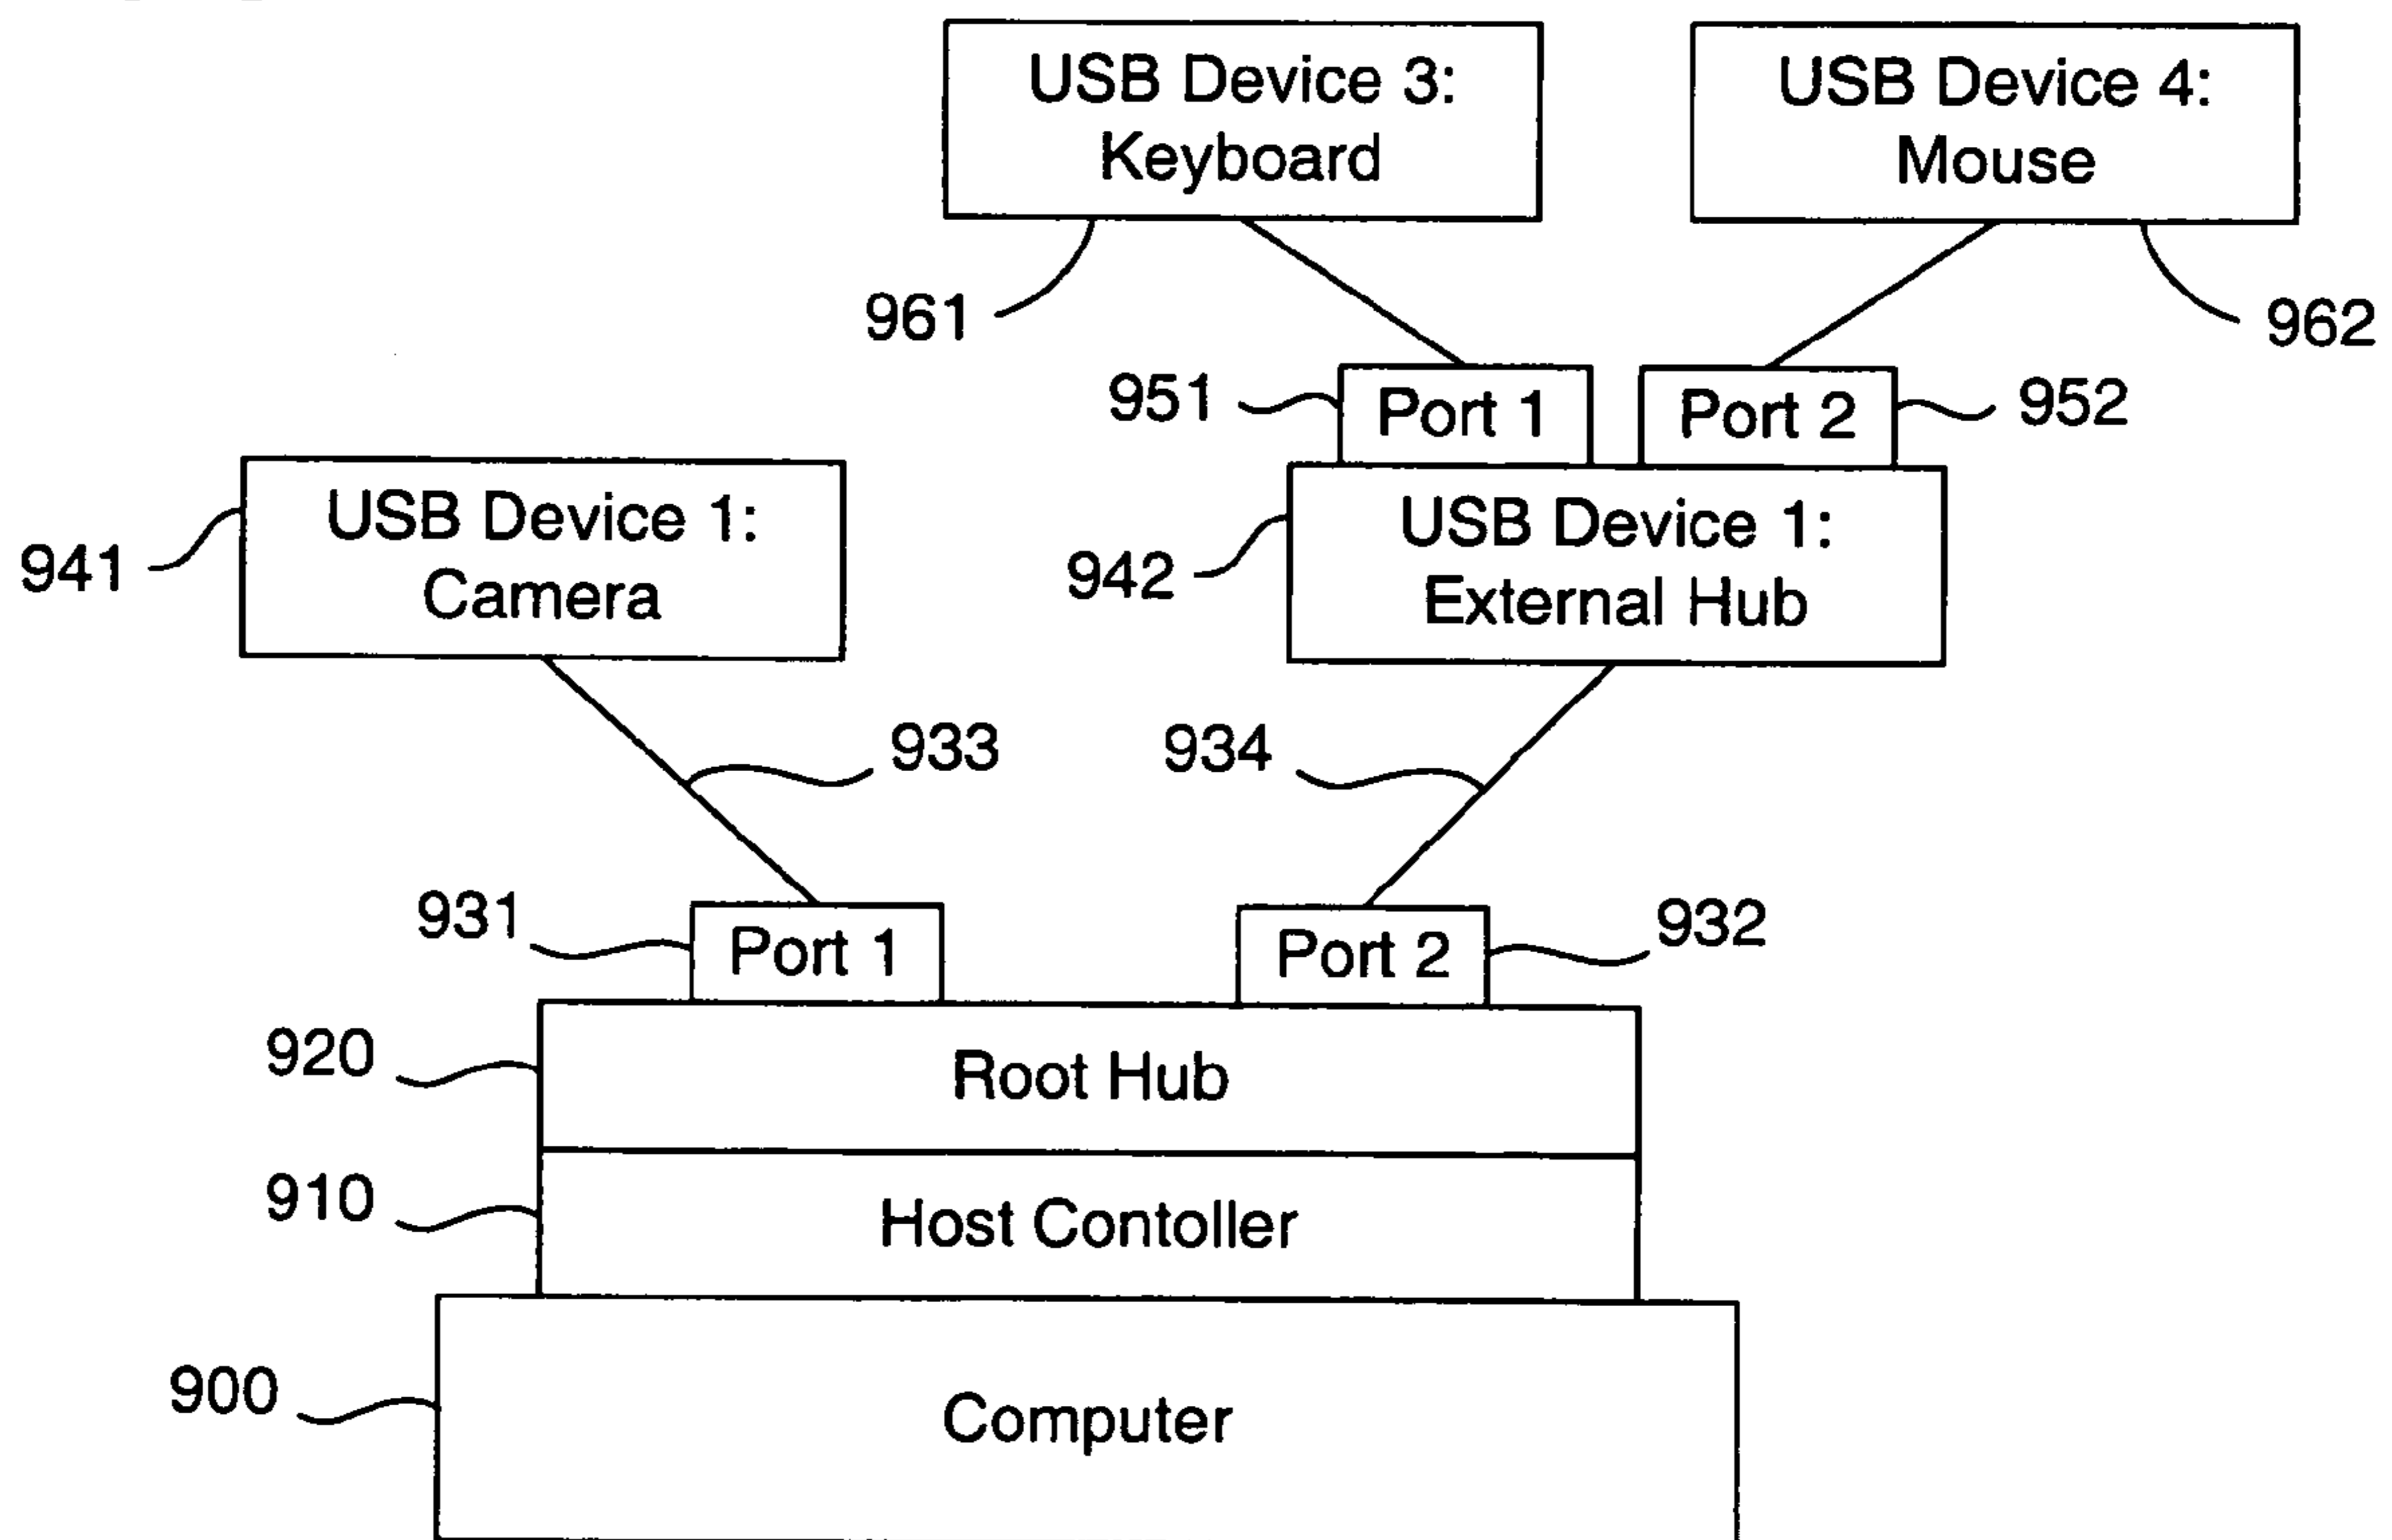 USB Device 3:
Keyboard
USB Device 4:
Mouse
961
962
951
Port 1
Port 2
952
USB Device 1:
Camera
941
USB Device 1:
External Hub
942
933
934
931
Port 1
Port 2
932
920
Root Hub
910
Host Contoller
900
Computer